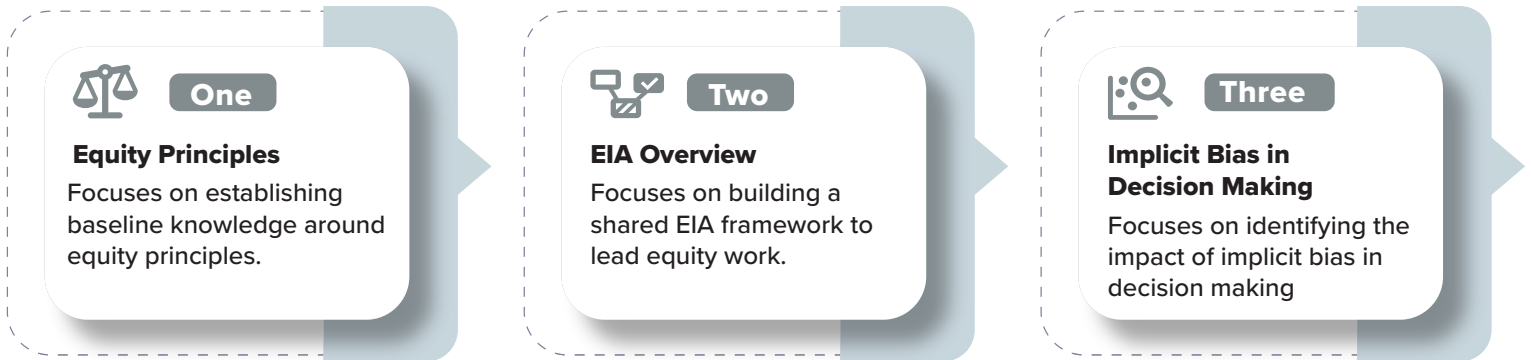 One
Equity Principles
Focuses on establishing
baseline knowledge around
equity principles.
Two
EIA Overview
Focuses on building a
shared EIA framework to
lead equity work.
Three
Implicit Bias in
Decision Making
Focuses on identifying the
impact of implicit bias in
decision making